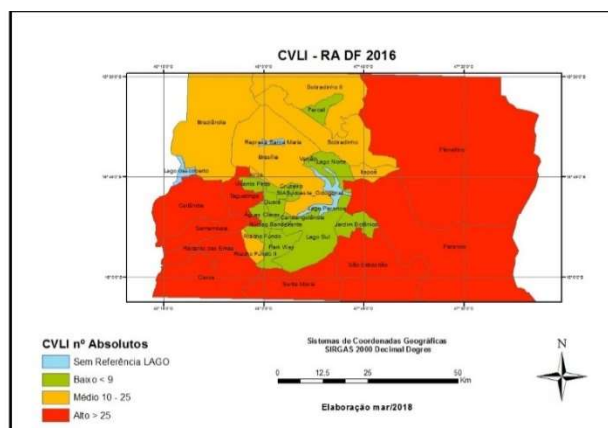 CVLI - RA DF 2016
Sobradinho II
Fercal
Brazlândia
Sobradinho
Planaltina
Represa Santa Maria
Brasília
Varjão
Lago Norte
Itapoã
Vicente Pires
Cruzeiro
Ceilândia
Taguatinga
Guará
Lago Paranoá
Águas Claras
Candangolândia
Jardim Botânico
Samambaia
Núcleo Bandeirante
Riacho Fundo
Lago Sul
Paranoá
Recanto das Emas
Park Way
Riacho Fundo II
São Sebastião
Gama
Santa Maria
CVLI nº Absolutos
Sem Referência LAGO
Baixo < 9
Médio 10 - 25
Alto > 25
Sistemas de Coordenadas Geográficas
SIRGAS 2000 Decimal Degres
0 12,5 25 50
Km
Elaboração mar/2018
N